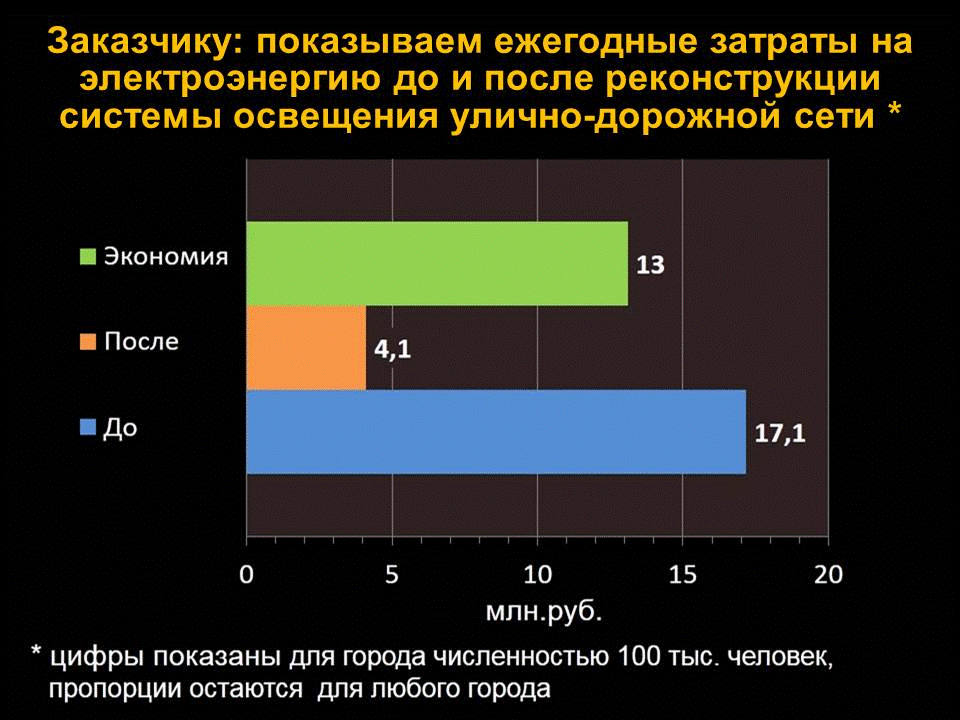 Заказчику: показываем ежегодные затраты на
электроэнергию до и после реконструкции
системы освещения улично-дорожной сети *
Экономия
13
После
4,1
До
17,1
0 5 10 15 20
млн.руб.
* цифры показаны для города численностью 100 тыс. человек,
пропорции остаются для любого города